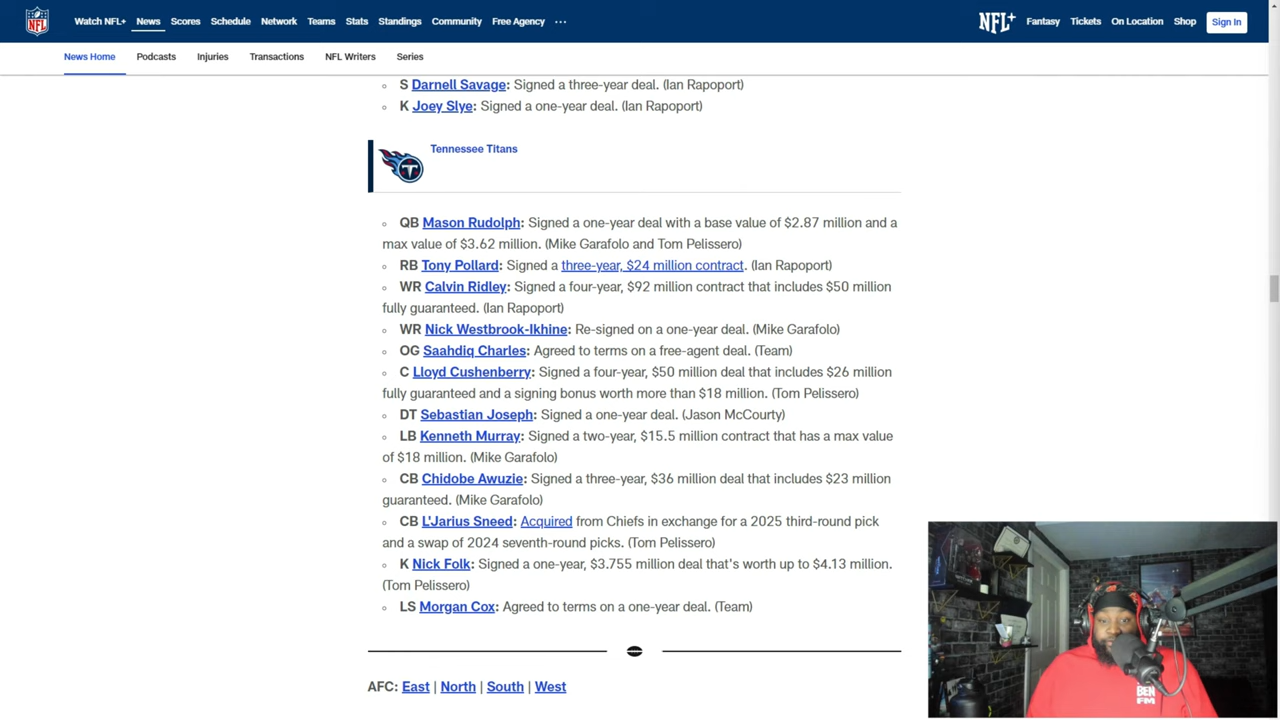 NFL
Watch NFL+ News Scores Schedule Network Teams Stats Standings Community Free Agency ...
NFL+ Fantasy Tickets On Location Shop Sign In
News Home Podcasts Injuries Transactions NFL Writers Series
S Darnell Savage: Signed a three-year deal. (Ian Rapoport)
K Joey Slye: Signed a one-year deal. (Ian Rapoport)
T
Tennessee Titans
QB Mason Rudolph: Signed a one-year deal with a base value of $2.87 million and a
max value of $3.62 million. (Mike Garafolo and Tom Pelissero)
RB Tony Pollard: Signed a three-year, $24 million contract. (Ian Rapoport)
WR Calvin Ridley: Signed a four-year, $92 million contract that includes $50 million
fully guaranteed. (Ian Rapoport)
WR Nick Westbrook-Ikhine: Re-signed on a one-year deal. (Mike Garafolo)
OG Saahdiq Charles: Agreed to terms on a free-agent deal. (Team)
C Lloyd Cushenberry: Signed a four-year, $50 million deal that includes $26 million
fully guaranteed and a signing bonus worth more than $18 million. (Tom Pelissero)
DT Sebastian Joseph: Signed a one-year deal. (Jason McCourty)
LB Kenneth Murray: Signed a two-year, $15.5 million contract that has a max value
of $18 million. (Mike Garafolo)
CB Chidobe Awuzie: Signed a three-year, $36 million deal that includes $23 million
guaranteed. (Mike Garafolo)
CB L'Jarius Sneed: Acquired from Chiefs in exchange for a 2025 third-round pick
and a swap of 2024 seventh-round picks. (Tom Pelissero)
K Nick Folk: Signed a one-year, $3.755 million deal that's worth up to $4.13 million.
(Tom Pelissero)
LS Morgan Cox: Agreed to terms on a one-year deal. (Team)
AFC: East | North | South | West
BEN
FM